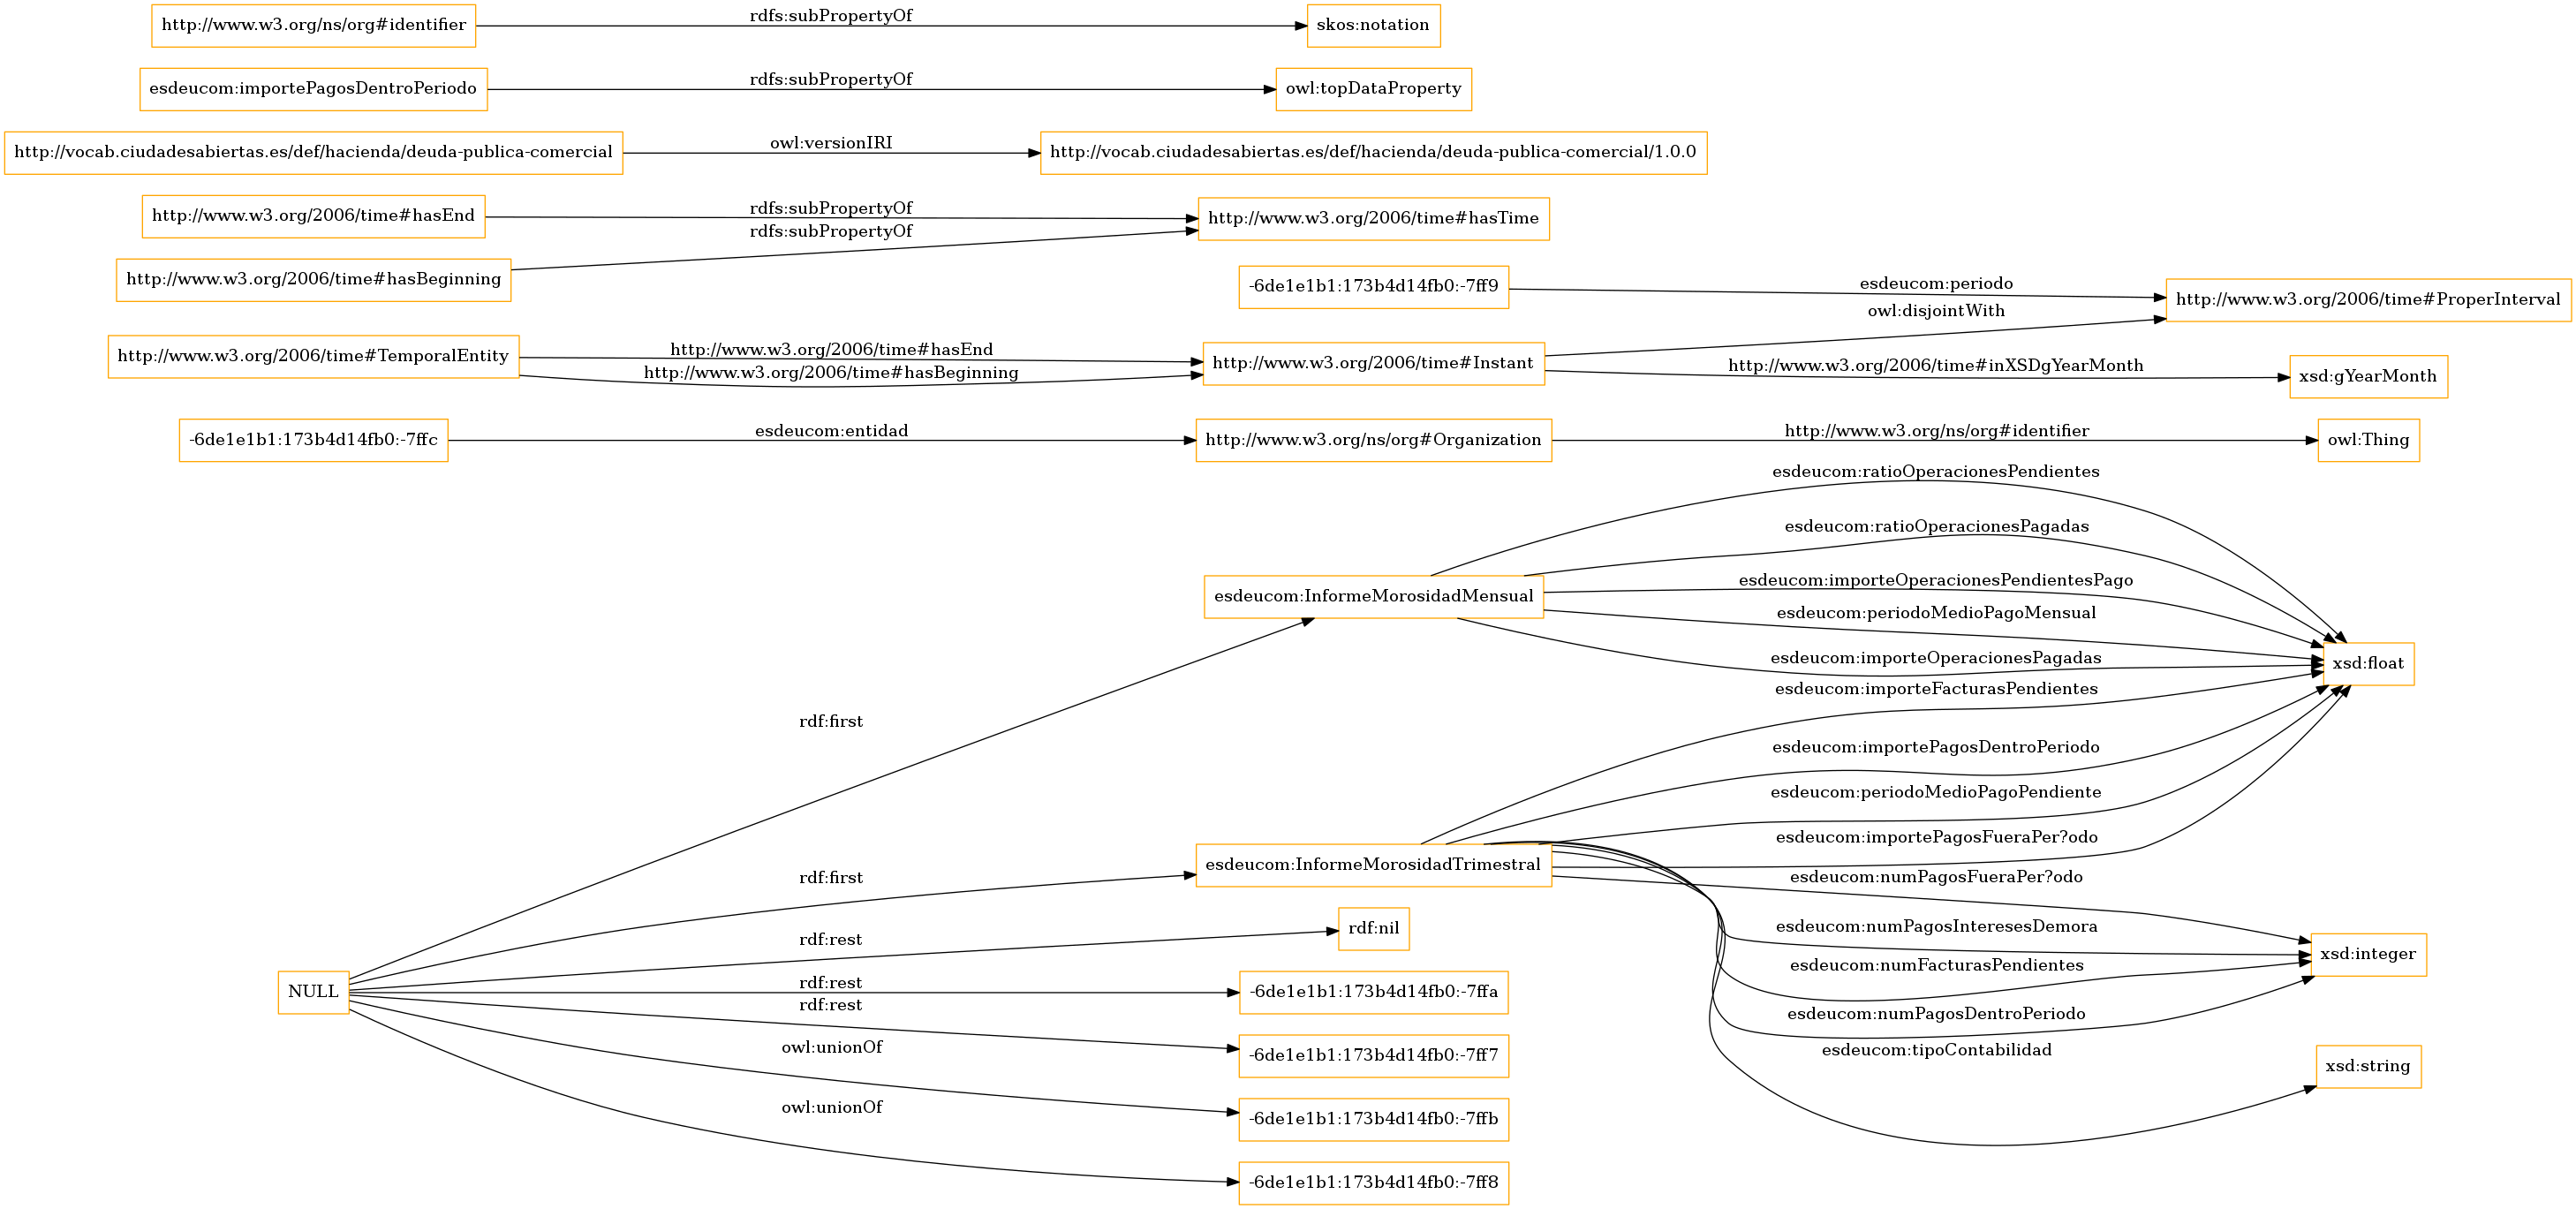 http://www.w3.org/ns/org#identifier
rdfs:subPropertyOf
skos:notation
esdeucom:importePagosDentroPeriodo
rdfs:subPropertyOf
owl:topDataProperty
http://vocab.ciudadesabiertas.es/def/hacienda/deuda-publica-comercial
owl:versionIRI
http://vocab.ciudadesabiertas.es/def/hacienda/deuda-publica-comercial/1.0.0
http://www.w3.org/2006/time#hasEnd
rdfs:subPropertyOf
http://www.w3.org/2006/time#hasTime
rdfs:subPropertyOf
http://www.w3.org/2006/time#hasBeginning
-6de1e1b1:173b4d14fb0:-7ff9
esdeucom:periodo
http://www.w3.org/2006/time#ProperInterval
owl:disjointWith
http://www.w3.org/2006/time#TemporalEntity
http://www.w3.org/2006/time#hasEnd
http://www.w3.org/2006/time#hasBeginning
http://www.w3.org/2006/time#Instant
http://www.w3.org/2006/time#inXSDgYearMonth
xsd:gYearMonth
-6de1e1b1:173b4d14fb0:-7ffc
esdeucom:entidad
http://www.w3.org/ns/org#Organization
http://www.w3.org/ns/org#identifier
owl:Thing
esdeucom:ratioOperacionesPendientes
esdeucom:ratioOperacionesPagadas
esdeucom:InformeMorosidadMensual
esdeucom:importeOperacionesPendientesPago
esdeucom:periodoMedioPagoMensual
esdeucom:importeOperacionesPagadas
xsd:float
esdeucom:importeFacturasPendientes
rdf:first
esdeucom:importePagosDentroPeriodo
esdeucom:periodoMedioPagoPendiente
esdeucom:importePagosFueraPer?odo
esdeucom:InformeMorosidadTrimestral
rdf:first
esdeucom:numPagosFueraPer?odo
esdeucom:numPagosInteresesDemora
rdf:rest
rdf:nil
xsd:integer
esdeucom:numFacturasPendientes
NULL
rdf:rest
-6de1e1b1:173b4d14fb0:-7ffa
rdf:rest
esdeucom:numPagosDentroPeriodo
-6de1e1b1:173b4d14fb0:-7ff7
owl:unionOf
esdeucom:tipoContabilidad
xsd:string
-6de1e1b1:173b4d14fb0:-7ffb
owl:unionOf
-6de1e1b1:173b4d14fb0:-7ff8